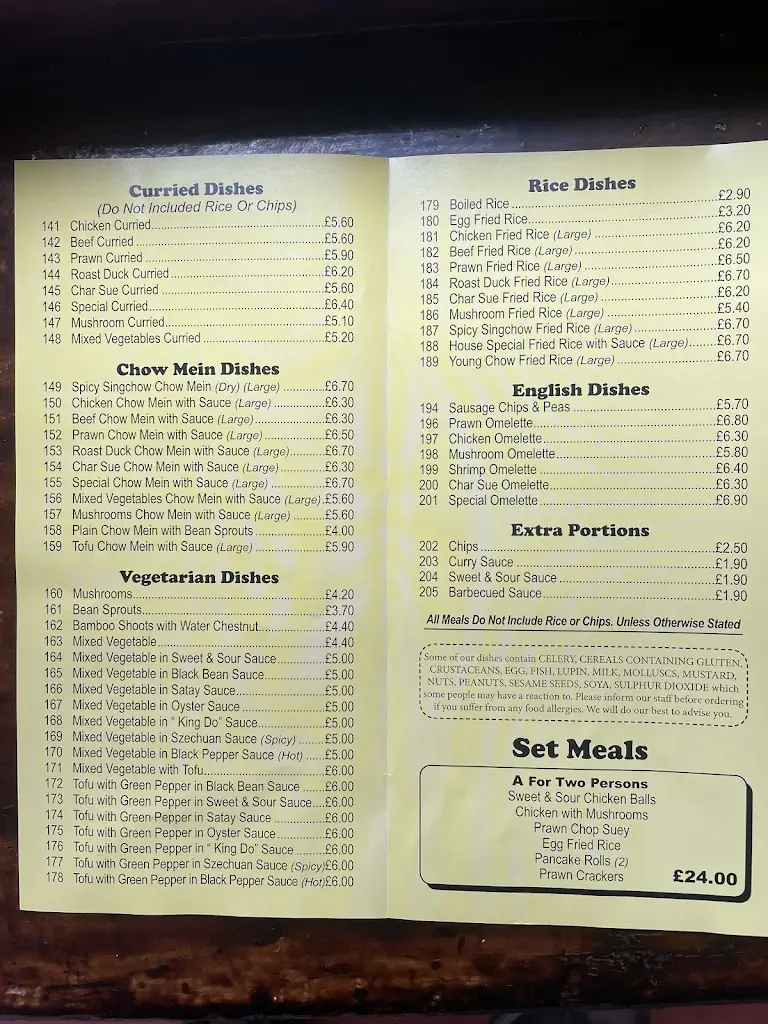 Curried Dishes
(Do Not Included Rice Or Chips)
141 Chicken Curried £5.60
142 Beef Curried £5.60
143 Prawn Curried £5.90
144 Roast Duck Curried £6.20
145 Char Sue Curried £5.60
146 Special Curried £6.40
147 Mushroom Curried £5.10
148 Mixed Vegetables Curried £5.20
Chow Mein Dishes
149 Spicy Singchow Chow Mein (Dry) (Large) £6.70
150 Chicken Chow Mein with Sauce (Large) £6.30
151 Beef Chow Mein with Sauce (Large) £6.30
152 Prawn Chow Mein with Sauce (Large) £6.50
153 Roast Duck Chow Mein with Sauce (Large) £6.70
154 Char Sue Chow Mein with Sauce (Large) £6.30
155 Special Chow Mein with Sauce (Large) £6.70
156 Mixed Vegetables Chow Mein with Sauce (Large) £5.60
157 Mushrooms Chow Mein with Sauce (Large) £5.60
158 Plain Chow Mein with Bean Sprouts £4.00
159 Tofu Chow Mein with Sauce (Large) £5.90
Vegetarian Dishes
160 Mushrooms £4.20
161 Bean Sprouts £3.70
162 Bamboo Shoots with Water Chestnut £4.40
163 Mixed Vegetable £4.40
164 Mixed Vegetable in Sweet & Sour Sauce £5.00
165 Mixed Vegetable in Black Bean Sauce £5.00
166 Mixed Vegetable in Satay Sauce £5.00
167 Mixed Vegetable in Oyster Sauce £5.00
168 Mixed Vegetable in " King Do" Sauce £5.00
169 Mixed Vegetable in Szechuan Sauce (Spicy) £5.00
170 Mixed Vegetable in Black Pepper Sauce (Hot) £5.00
171 Mixed Vegetable with Tofu £6.00
172 Tofu with Green Pepper in Black Bean Sauce £6.00
173 Tofu with Green Pepper in Sweet & Sour Sauce £6.00
174 Tofu with Green Pepper in Satay Sauce £6.00
175 Tofu with Green Pepper in Oyster Sauce £6.00
176 Tofu with Green Pepper in " King Do" Sauce £6.00
177 Tofu with Green Pepper in Szechuan Sauce (Spicy) £6.00
178 Tofu with Green Pepper in Black Pepper Sauce (Hot) £6.00
Rice Dishes
179 Boiled Rice £2.90
180 Egg Fried Rice £3.20
181 Chicken Fried Rice (Large) £6.20
182 Beef Fried Rice (Large) £6.20
183 Prawn Fried Rice (Large) £6.50
184 Roast Duck Fried Rice (Large) £6.70
185 Char Sue Fried Rice (Large) £6.20
186 Mushroom Fried Rice (Large) £5.40
187 Spicy Singchow Fried Rice (Large) £6.70
188 House Special Fried Rice with Sauce (Large) £6.70
189 Young Chow Fried Rice (Large) £6.70
English Dishes
194 Sausage Chips & Peas £5.70
196 Prawn Omelette £6.80
197 Chicken Omelette £6.30
198 Mushroom Omelette £5.80
199 Shrimp Omelette £6.40
200 Char Sue Omelette £6.30
201 Special Omelette £6.90
Extra Portions
202 Chips £2.50
203 Curry Sauce £1.90
204 Sweet & Sour Sauce £1.90
205 Barbecued Sauce £1.90
All Meals Do Not Include Rice or Chips. Unless Otherwise Stated
Some of our dishes contain CELERY, CEREALS CONTAINING GLUTEN,
CRUSTACEANS, EGG, FISH, LUPIN, MILK, MOLLUSCS, MUSTARD,
NUTS, PEANUTS, SESAME SEEDS, SOYA, SULPHUR DIOXIDE which
some people may have a reaction to. Please inform our staff before ordering
if you suffer from any food allergies. We will do our best to advise you.
Set Meals
A For Two Persons
Sweet & Sour Chicken Balls
Chicken with Mushrooms
Prawn Chop Suey
Egg Fried Rice
Pancake Rolls (2)
Prawn Crackers £24.00